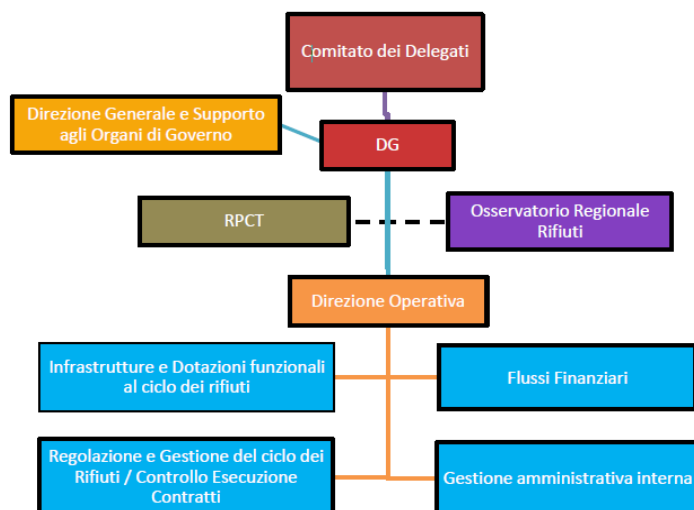 Comitato dei Delegati
Direzione Generale e Supporto
agli Organi di Governo
DG
RPCT
Osservatorio Regionale
Rifiuti
Direzione Operativa
Infrastrutture e Dotazioni funzionali
al ciclo dei rifiuti
Flussi Finanziari
Regolazione e Gestione del ciclo dei
Rifiuti / Controllo Esecuzione
Contratti
Gestione amministrativa interna